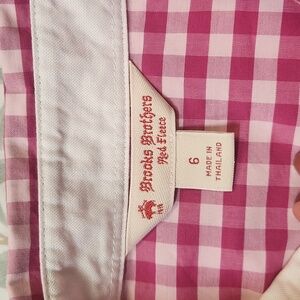 Brooks Brothers
Red Fleece
6
MADE IN
THAILAND